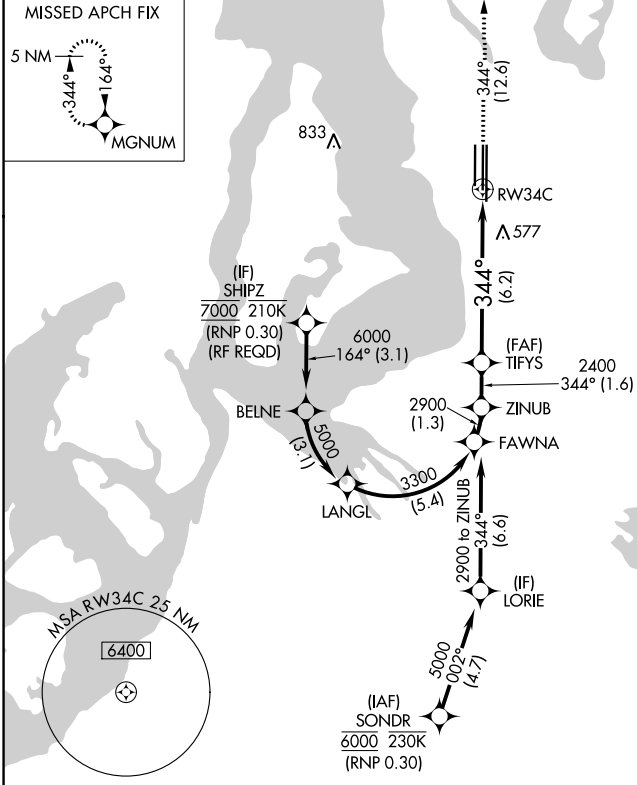 MISSED APCH FIX
5 NM
344°
164°
MGNUM
344°
(12.6)
833
RW34C
577
344°
(6.2)
(IF)
SHIPZ
7000 210K
(RNP 0.30)
(RF REQD)
6000
164° (3.1)
(FAF)
TIFYS
2400
344° (1.6)
BELNE
2900
(1.3)
ZINUB
5000
(3.1)
FAWNA
3300
(5.4)
LANGL
2900 to ZINUB
344°
(6.6)
(IF)
LORIE
MSA RW34C 25 NM
6400
5000
002°
(4.7)
(IAF)
SONDR
6000 230K
(RNP 0.30)